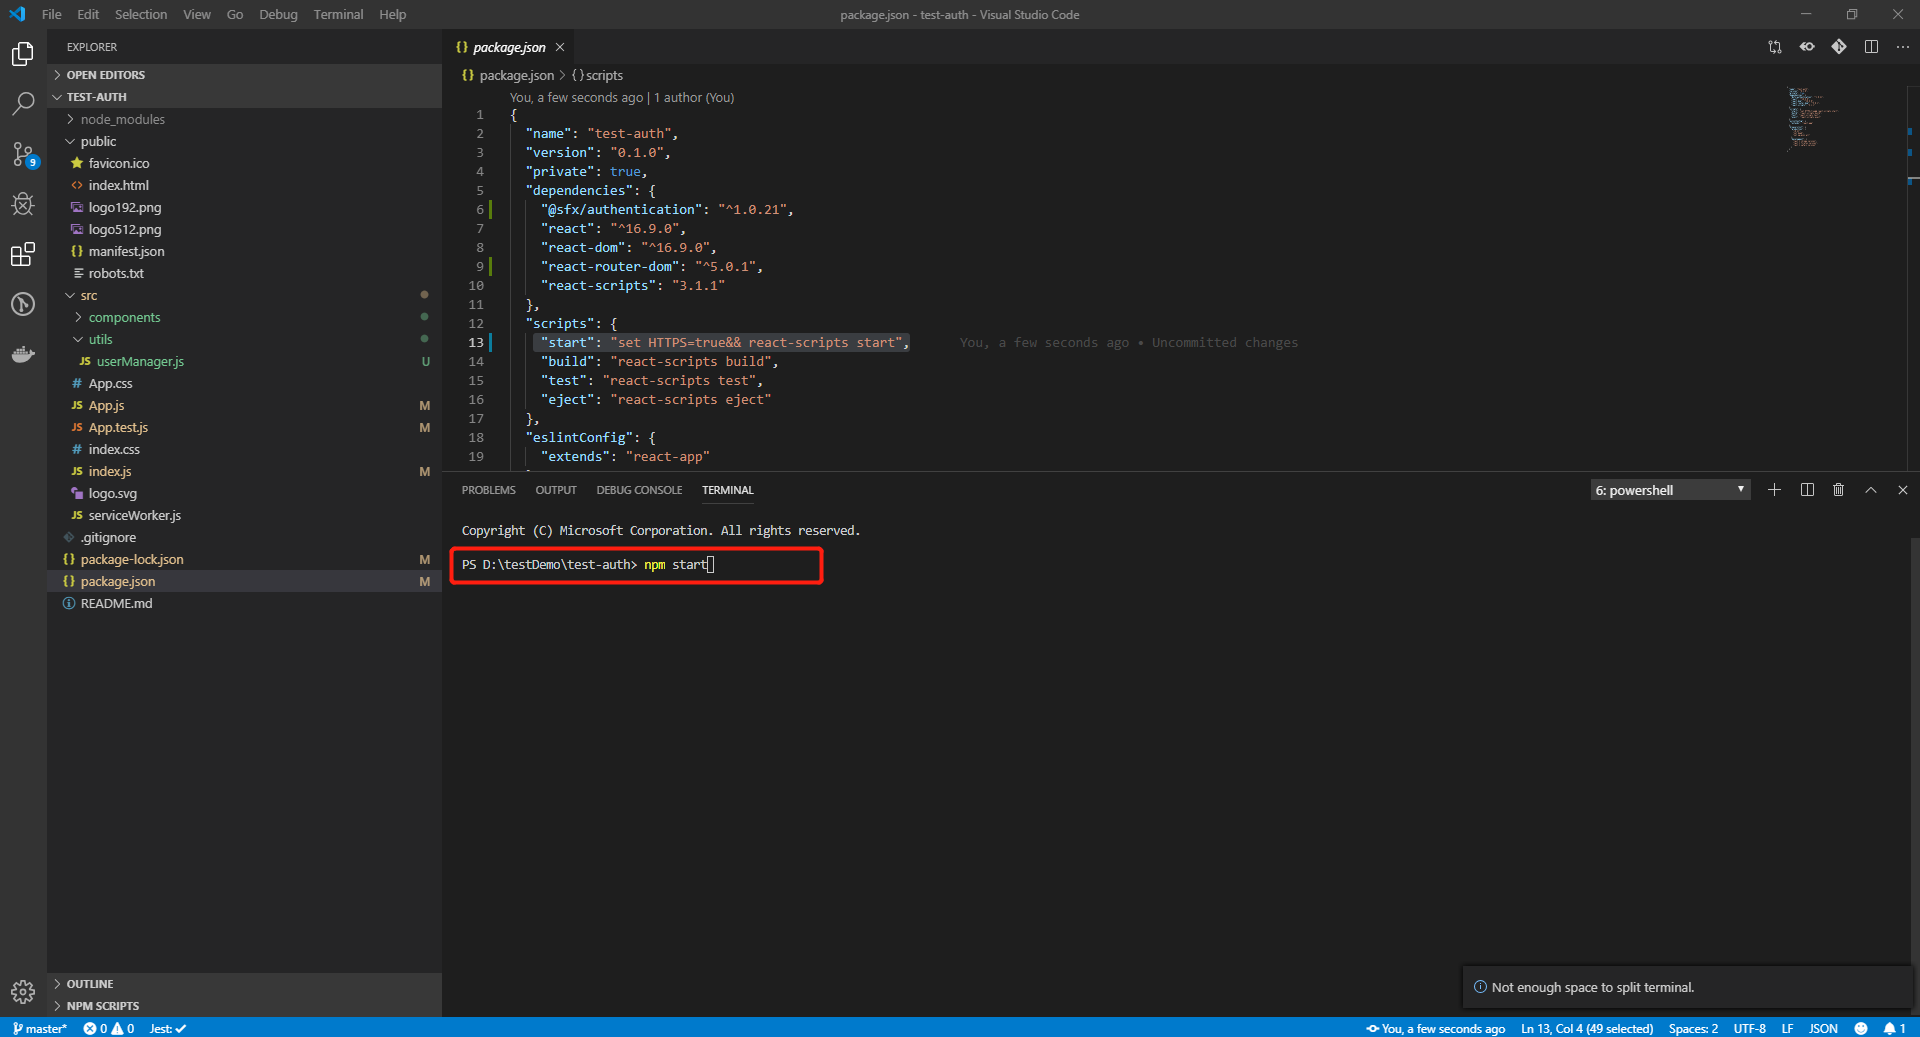 File Edit Selection View Go Debug Terminal Help
package.json - test-auth - Visual Studio Code
EXPLORER
OPEN EDITORS
TEST-AUTH
node_modules
public
favicon.ico
index.html
logo192.png
logo512.png
manifest.json
robots.txt
src
components
utils
JS userManager.js U
# App.css
JS App.js M
JS App.test.js M
# index.css
JS index.js M
logo.svg
JS serviceWorker.js
.gitignore
{} package-lock.json M
{} package.json M
README.md
OUTLINE
NPM SCRIPTS
9
{} package.json ×
{} package.json > {} scripts
You, a few seconds ago | 1 author (You)
1 {
2 "name": "test-auth",
3 "version": "0.1.0",
4 "private": true,
5 "dependencies": {
6 "@sfx/authentication": "^1.0.21",
7 "react": "^16.9.0",
8 "react-dom": "^16.9.0",
9 "react-router-dom": "^5.0.1",
10 "react-scripts": "3.1.1"
11 },
12 "scripts": {
13 "start": "set HTTPS=true&& react-scripts start", You, a few seconds ago • Uncommitted changes
14 "build": "react-scripts build",
15 "test": "react-scripts test",
16 "eject": "react-scripts eject"
17 },
18 "eslintConfig": {
19 "extends": "react-app"
PROBLEMS OUTPUT DEBUG CONSOLE TERMINAL
6: powershell
Copyright (C) Microsoft Corporation. All rights reserved.
PS D:\testDemo\test-auth> npm start
Not enough space to split terminal.
master* 0 0 Jest: ✓
You, a few seconds ago Ln 13, Col 4 (49 selected) Spaces: 2 UTF-8 LF JSON 1